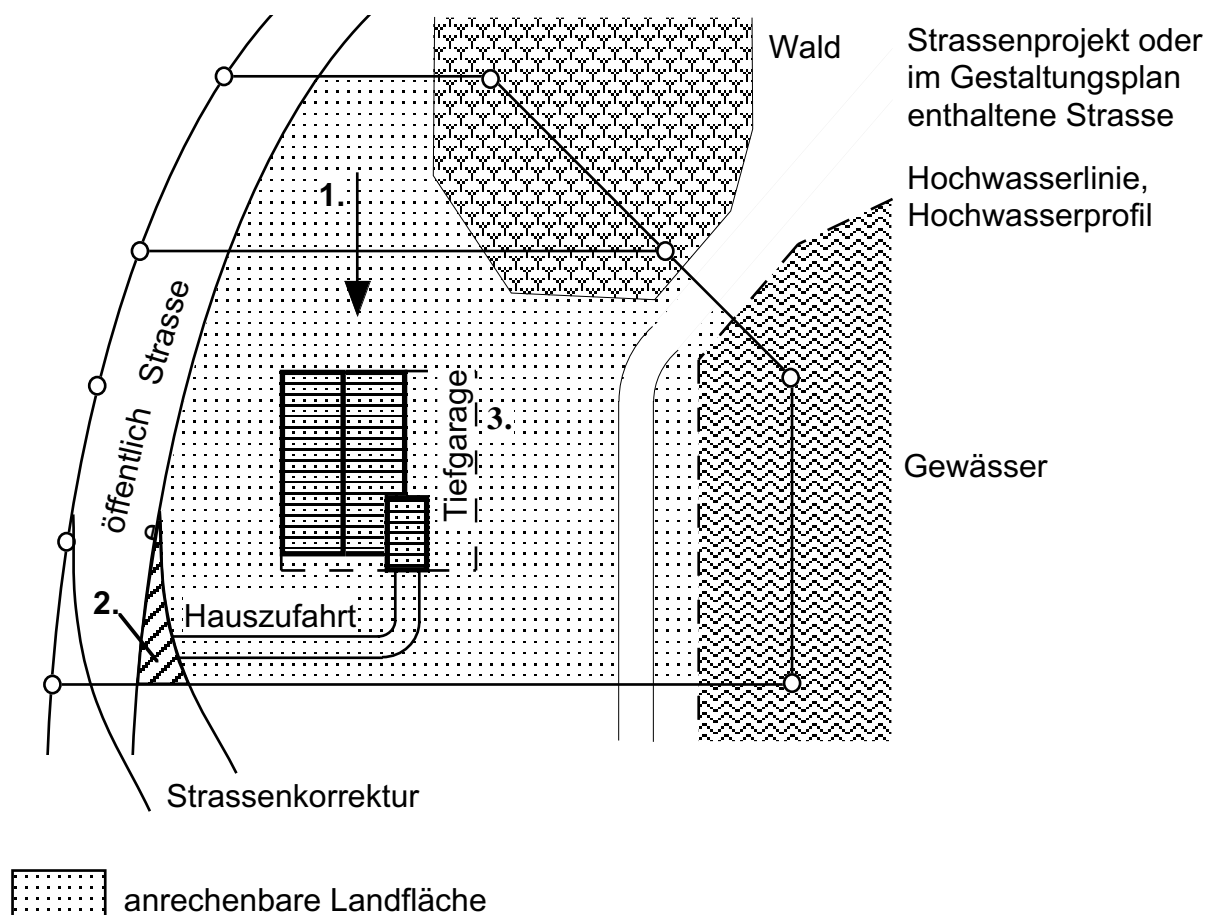 Wald
Strassenprojekt oder
im Gestaltungsplan
enthaltene Strasse
Hochwasserlinie,
Hochwasserprofil
1.
öffentlich Strasse
e
Tiefgarage
3.
Gewässer
2.
Hauszufahrt
Strassenkorrektur
anrechenbare Landfläche